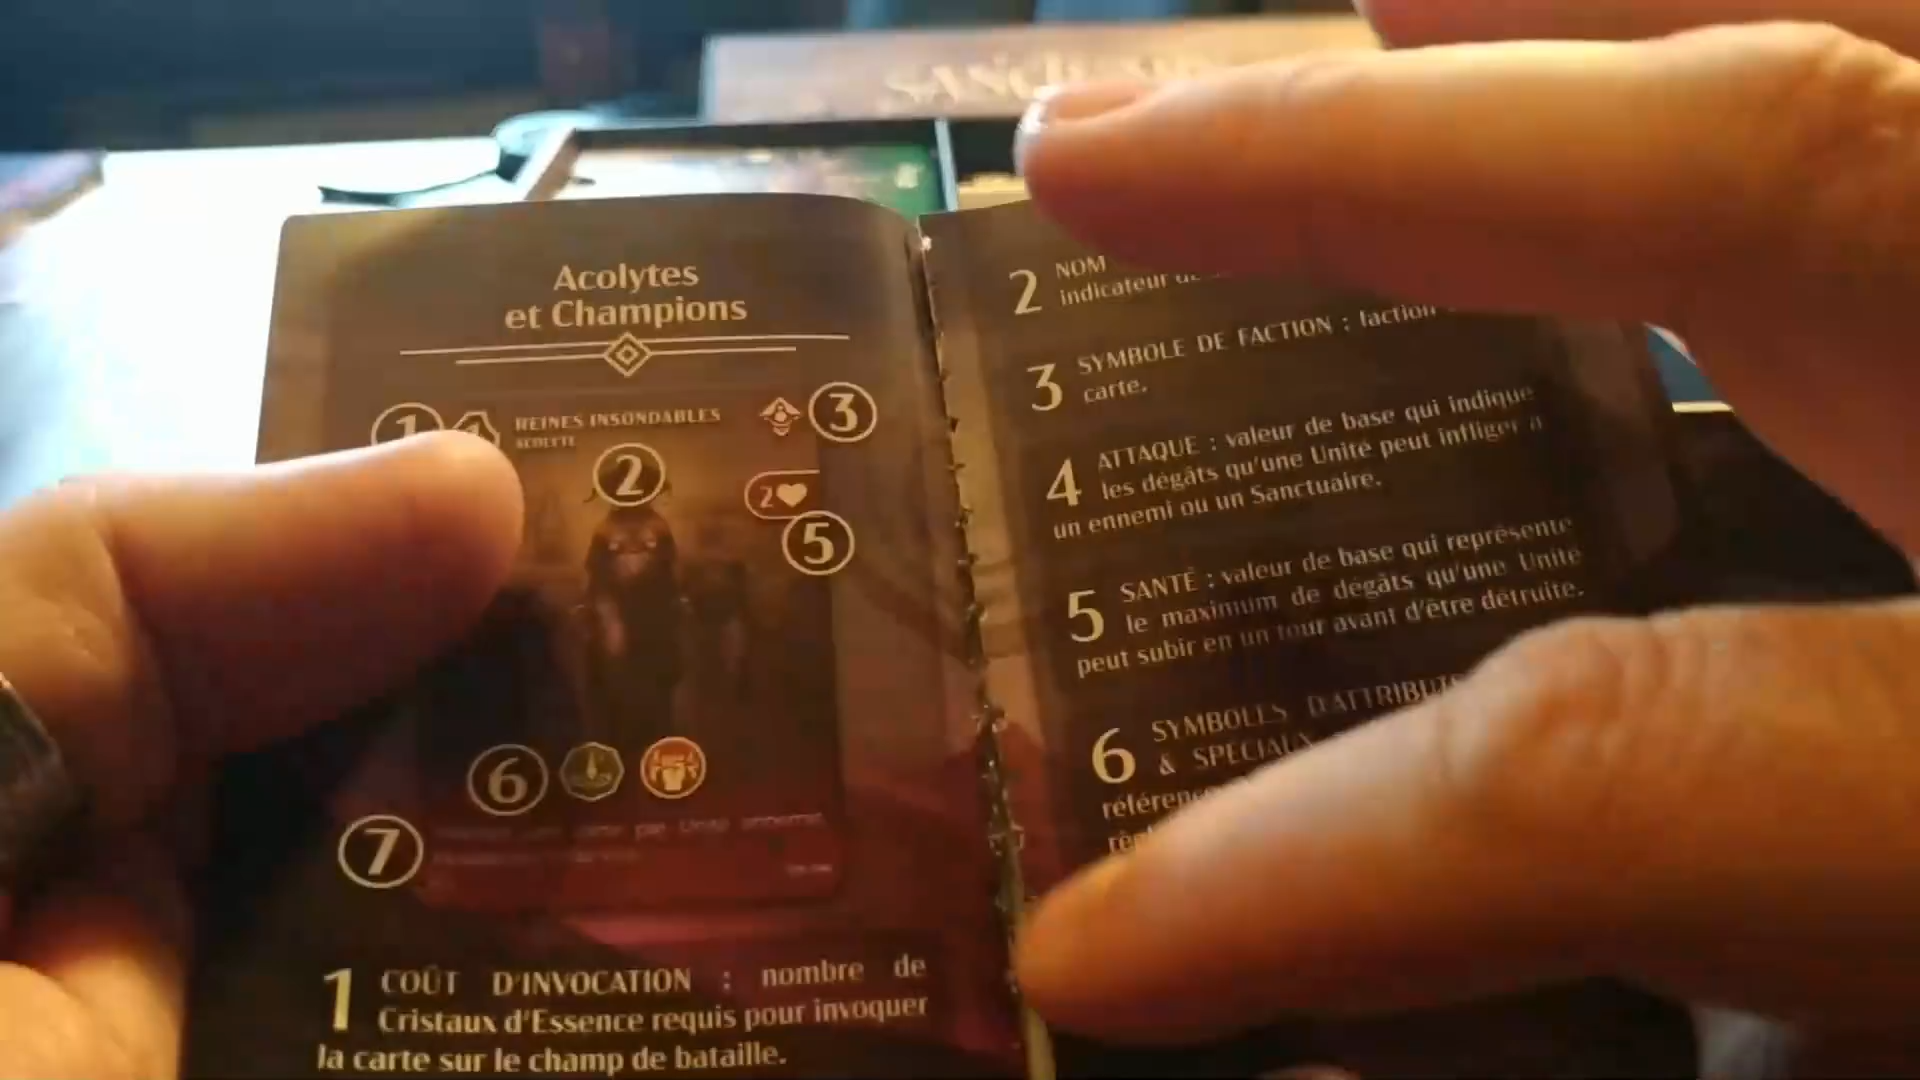 Acolytes
et Champions
1
REINES INSONDABLES
3
ACOLYTE
2
2
5
6
7
par Unité
1 COÛT D'INVOCATION : nombre de
Cristaux d'Essence requis pour invoquer
la carte sur le champ de bataille.
2 NOM
indicateur
3 SYMBOLE DE FACTION : faction
carte.
4 ATTAQUE : valeur de base qui indique
les dégâts qu'une Unité peut infliger à
un ennemi ou un Sanctuaire.
5 SANTÉ : valeur de base qui représente
le maximum de dégâts qu'une Unité
peut subir en un tour avant d'être détruite.
6 SYMBOLES
& SPÉCIAUX